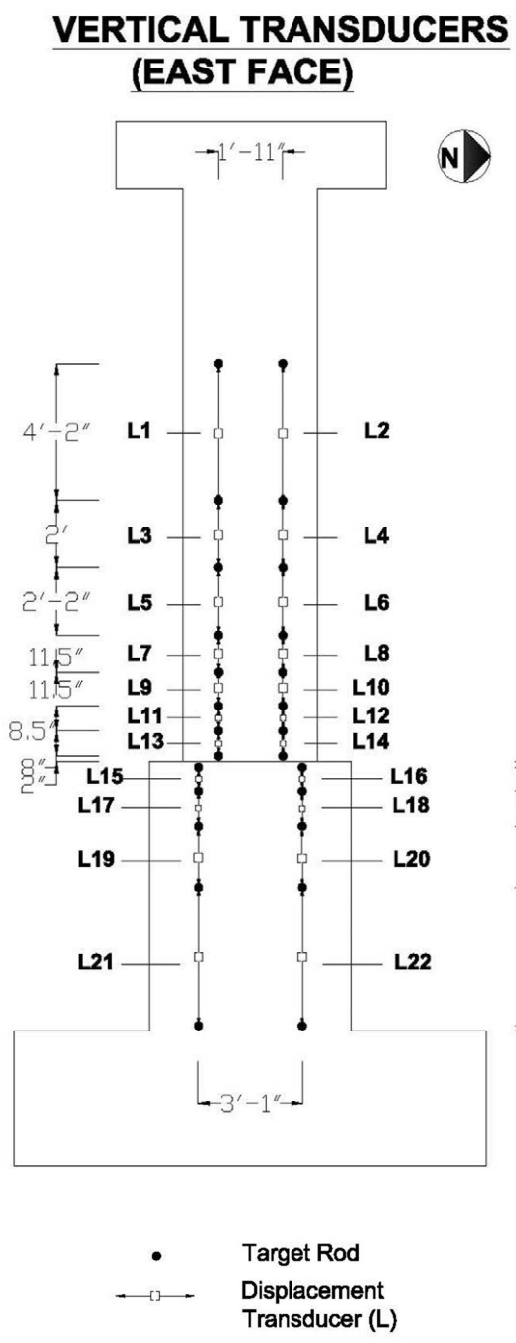 VERTICAL TRANSDUCERS
(EAST FACE)
1'-11"
N
4'-2"
L1
L2
2'
L3
L4
2'-2"
L5
L6
11.5"
L7
L8
11.5"
L9
L10
8.5"
L11
L12
L13
L14
8"
2"
L15
L16
L17
L18
L19
L20
L21
L22
3'-1"
Target Rod
Displacement
Transducer (L)